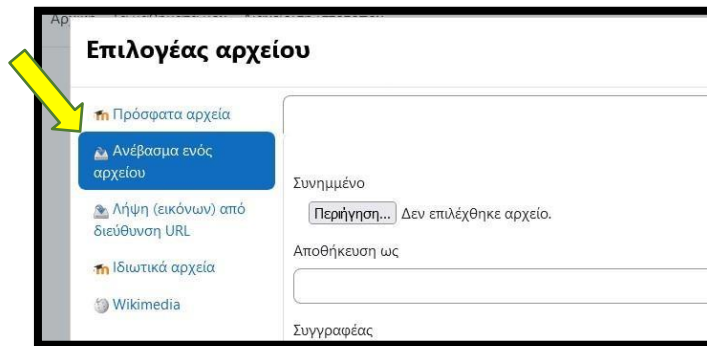 Επιλογέας αρχείου
Πρόσφατα αρχεία
Ανέβασμα ενός
αρχείου
Λήψη (εικόνων) από
διεύθυνση URL
Ιδιωτικά αρχεία
Wikimedia
Συνημμένο
Περιήγηση... Δεν επιλέχθηκε αρχείο.
Αποθήκευση ως
Συγγραφέας